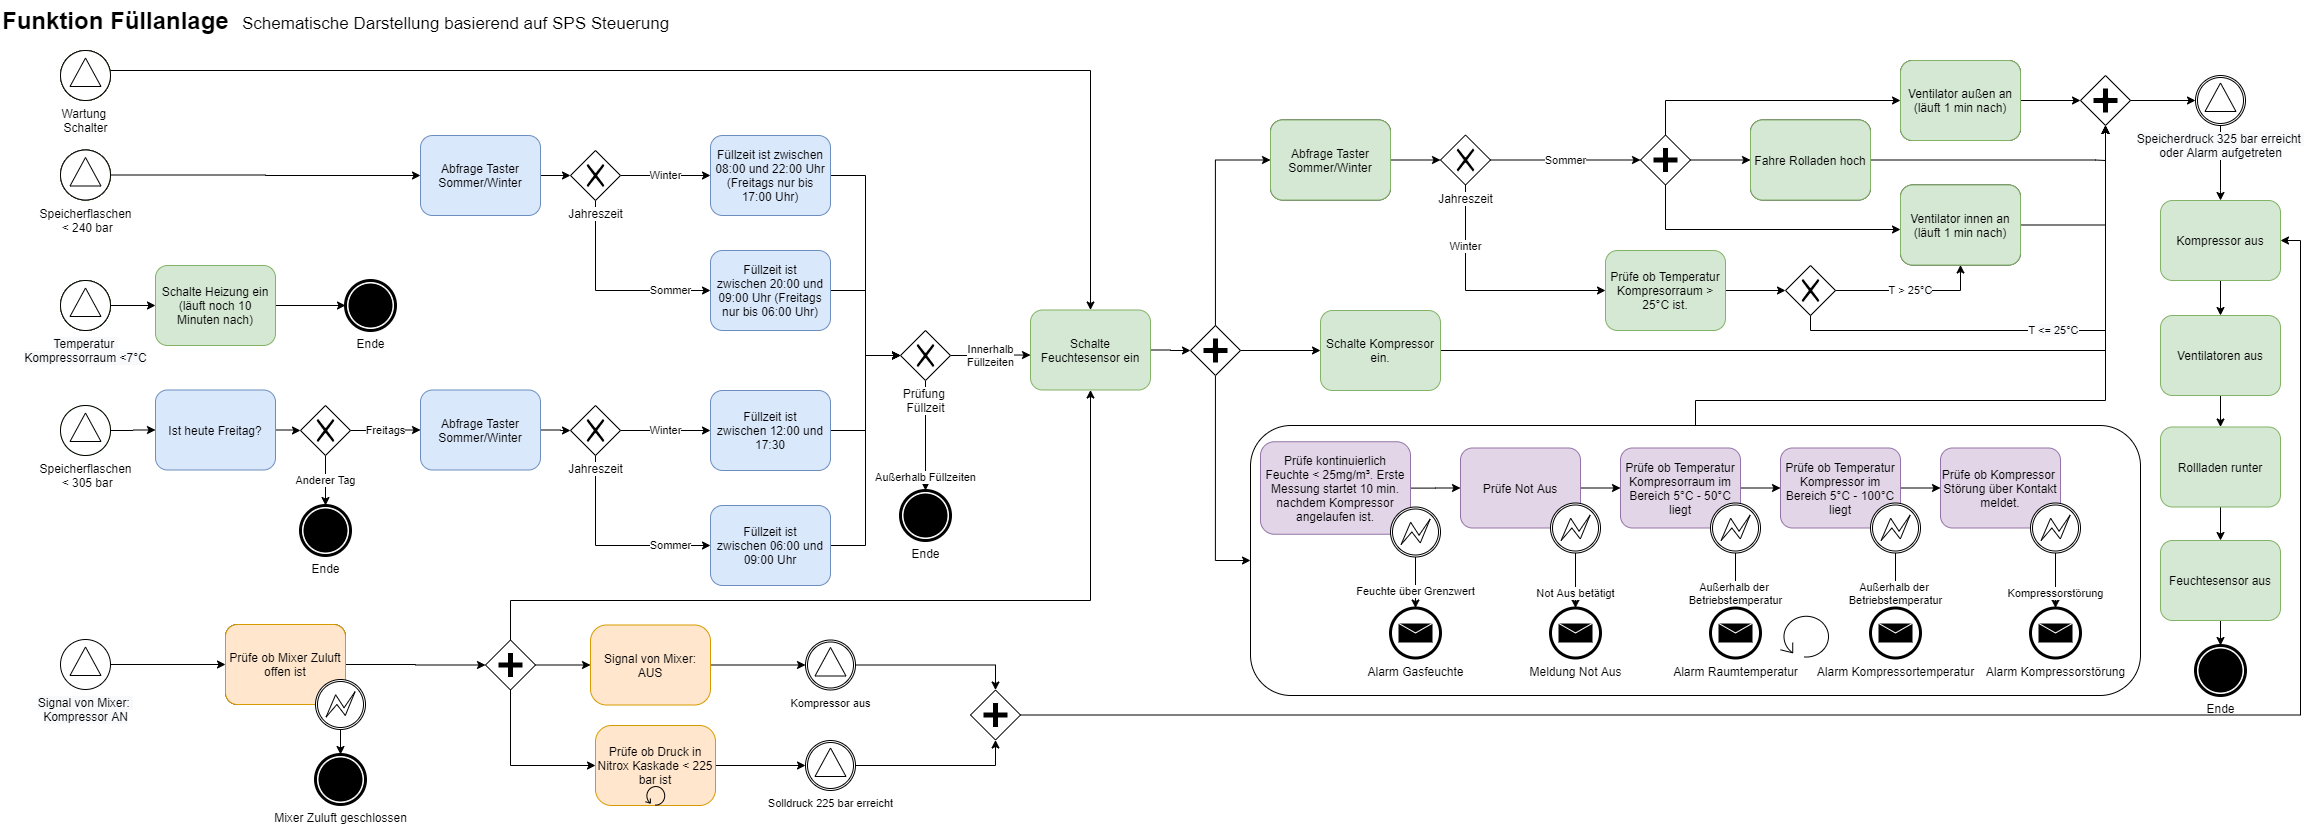 Funktion Füllanlage Schematische Darstellung basierend auf SPS Steuerung
Wartung
Schalter
Speicherflaschen
< 240 bar
Abfrage Taster
Sommer/Winter
Jahreszeit
Winter
Sommer
Füllzeit ist zwischen
08:00 und 22:00 Uhr
(Freitags nur bis
17:00 Uhr)
Füllzeit ist
zwischen 20:00 und
09:00 Uhr (Freitags
nur bis 06:00 Uhr)
Temperatur
Kompressorraum <7°C
Schalte Heizung ein
(läuft noch 10
Minuten nach)
Ende
Speicherflaschen
< 305 bar
Ist heute Freitag?
Freitags
Anderer Tag
Ende
Abfrage Taster
Sommer/Winter
Jahreszeit
Winter
Sommer
Füllzeit ist
zwischen 12:00 und
17:30
Füllzeit ist
zwischen 06:00 und
09:00 Uhr
Prüfung
Füllzeit
Innerhalb
Füllzeiten
Außerhalb Füllzeiten
Ende
Signal von Mixer:
Kompressor AN
Prüfe ob Mixer Zuluft
offen ist
Mixer Zuluft geschlossen
Signal von Mixer:
AUS
Kompressor aus
Prüfe ob Druck in
Nitrox Kaskade < 225
bar ist
Solldruck 225 bar erreicht
Schalte
Feuchtesensor ein
Abfrage Taster
Sommer/Winter
Jahreszeit
Sommer
Winter
Ventilator außen an
(läuft 1 min nach)
Fahre Rolladen hoch
Ventilator innen an
(läuft 1 min nach)
Prüfe ob Temperatur
Kompresorraum >
25°C ist.
T > 25°C
T <= 25°C
Schalte Kompressor
ein.
Prüfe kontinuierlich
Feuchte < 25mg/m³. Erste
Messung startet 10 min.
nachdem Kompressor
angelaufen ist.
Feuchte über Grenzwert
Alarm Gasfeuchte
Prüfe Not Aus
Not Aus betätigt
Meldung Not Aus
Prüfe ob Temperatur
Kompresorraum im
Bereich 5°C - 50°C
liegt
Außerhalb der
Betriebstemperatur
Alarm Raumtemperatur
Prüfe ob Temperatur
Kompressor im
Bereich 5°C - 100°C
liegt
Außerhalb der
Betriebstemperatur
Alarm Kompressortemperatur
Prüfe ob Kompressor
Störung über Kontakt
meldet.
Kompressorstörung
Alarm Kompressorstörung
Speicherdruck 325 bar erreicht
oder Alarm aufgetreten
Kompressor aus
Ventilatoren aus
Rollladen runter
Feuchtesensor aus
Ende